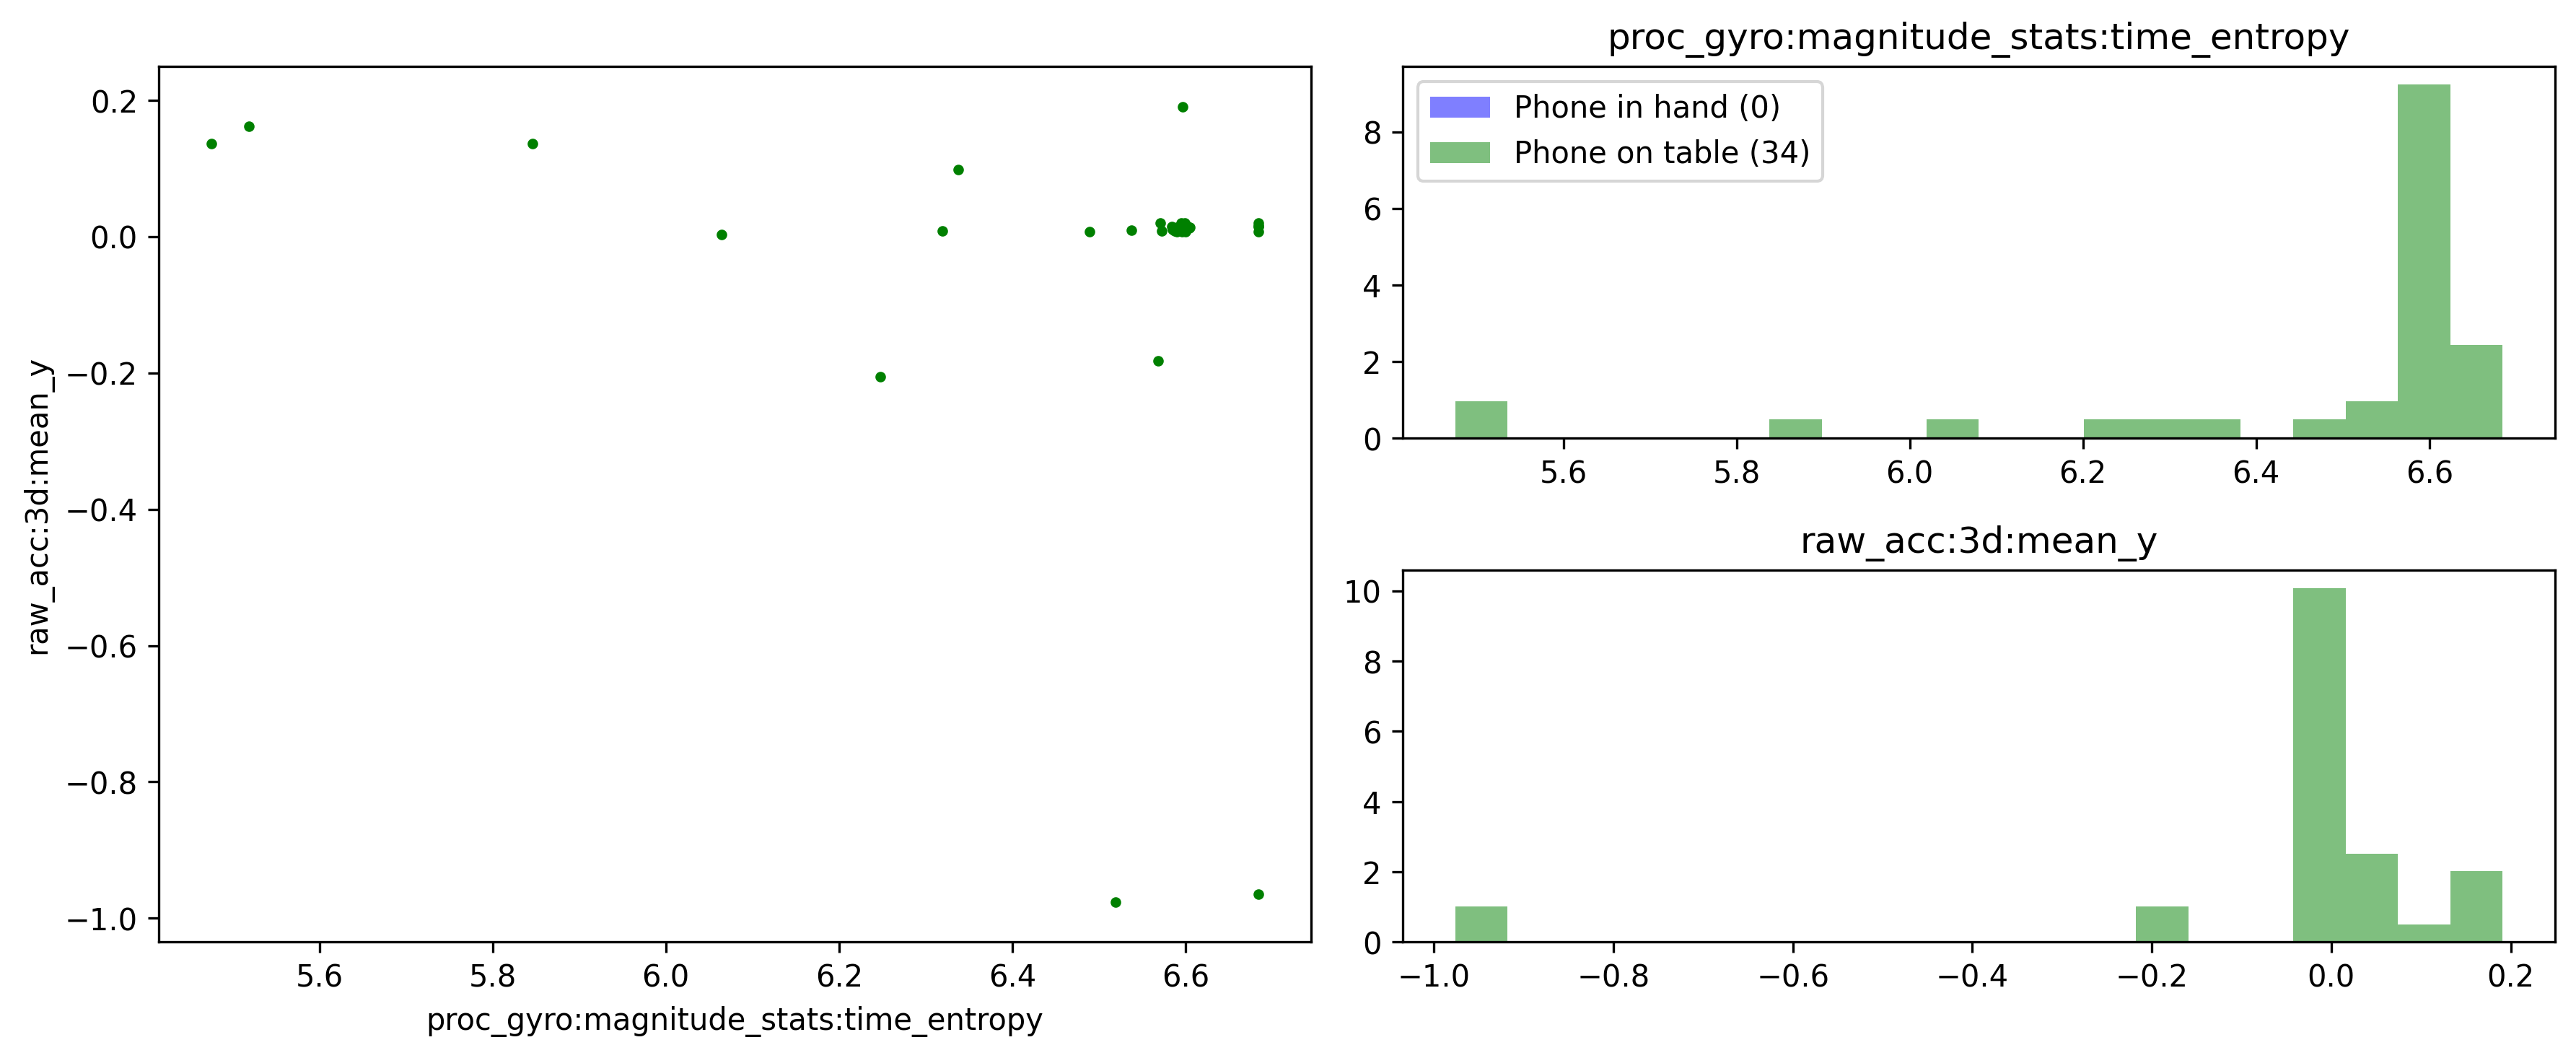 0.2
0.0
−0.2
−0.4
−0.6
−0.8
−1.0
raw_acc:3d:mean_y
5.6 5.8 6.0 6.2 6.4 6.6
proc_gyro:magnitude_stats:time_entropy
proc_gyro:magnitude_stats:time_entropy
Phone in hand (0)
Phone on table (34)
8
6
4
2
0
5.6 5.8 6.0 6.2 6.4 6.6
raw_acc:3d:mean_y
10
8
6
4
2
0
−1.0 −0.8 −0.6 −0.4 −0.2 0.0 0.2